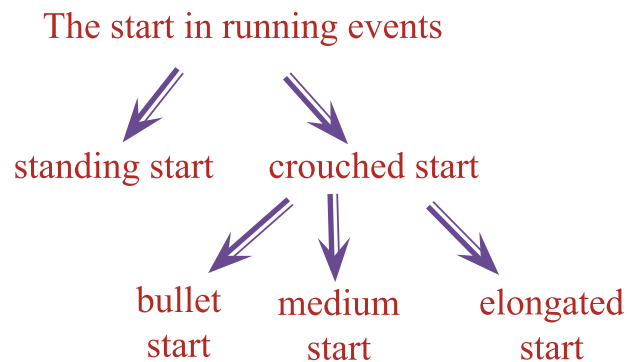 The start in running events
standing start
crouched start
bullet
start
medium
start
elongated
start